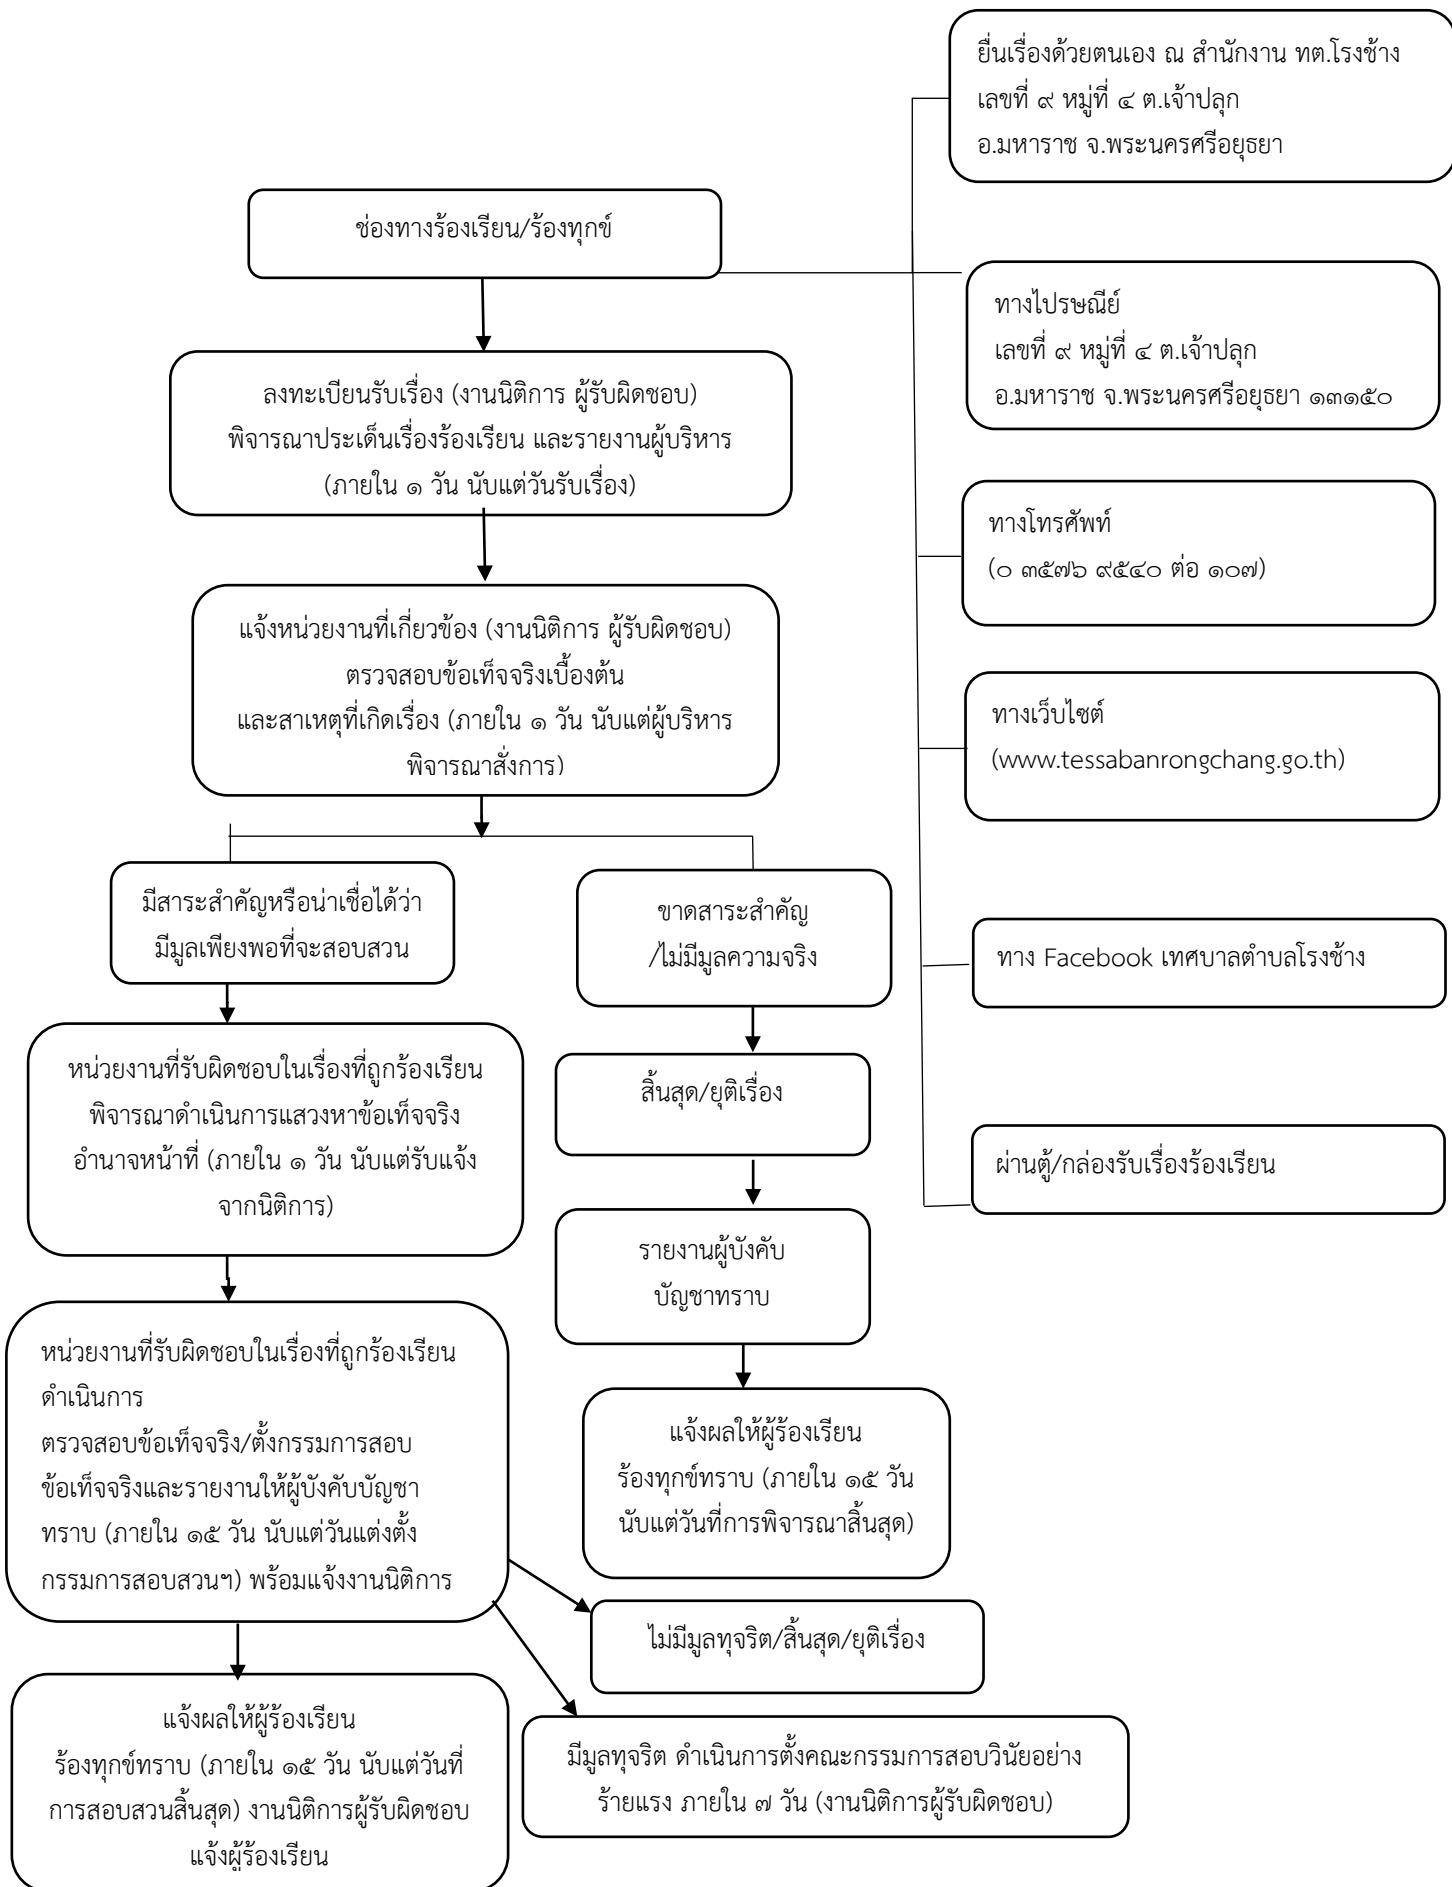 ยื่นเรื่องด้วยตนเอง ณ สำนักงาน ทต.โรงช้าง
เลขที่ ๙ หมู่ที่ ๔ ต.เจ้าปลุก
อ.มหาราช จ.พระนครศรีอยุธยา
ช่องทางร้องเรียน/ร้องทุกข์
ทางไปรษณีย์
เลขที่ ๙ หมู่ที่ ๔ ต.เจ้าปลุก
อ.มหาราช จ.พระนครศรีอยุธยา ๑๓๑๕๐
ลงทะเบียนรับเรื่อง (งานนิติการ ผู้รับผิดชอบ)
พิจารณาประเด็นเรื่องร้องเรียน และรายงานผู้บริหาร
(ภายใน ๑ วัน นับแต่วันรับเรื่อง)
ทางโทรศัพท์
(๐ ๓๕๗๖ ๙๕๔๐ ต่อ ๑๐๗)
แจ้งหน่วยงานที่เกี่ยวข้อง (งานนิติการ ผู้รับผิดชอบ)
ตรวจสอบข้อเท็จจริงเบื้องต้น
และสาเหตุที่เกิดเรื่อง (ภายใน ๑ วัน นับแต่ผู้บริหาร
พิจารณาสั่งการ)
ทางเว็บไซต์
(www.tessabanrongchang.go.th)
มีสาระสำคัญหรือน่าเชื่อได้ว่า
มีมูลเพียงพอที่จะสอบสวน
ขาดสาระสำคัญ
/ไม่มีมูลความจริง
ทาง Facebook เทศบาลตำบลโรงช้าง
หน่วยงานที่รับผิดชอบในเรื่องที่ถูกร้องเรียน
พิจารณาดำเนินการแสวงหาข้อเท็จจริง
อำนาจหน้าที่ (ภายใน ๑ วัน นับแต่รับแจ้ง
จากนิติการ)
สิ้นสุด/ยุติเรื่อง
ผ่านตู้/กล่องรับเรื่องร้องเรียน
รายงานผู้บังคับ
บัญชาทราบ
หน่วยงานที่รับผิดชอบในเรื่องที่ถูกร้องเรียน
ดำเนินการ
ตรวจสอบข้อเท็จจริง/ตั้งกรรมการสอบ
ข้อเท็จจริงและรายงานให้ผู้บังคับบัญชา
ทราบ (ภายใน ๑๕ วัน นับแต่วันแต่งตั้ง
กรรมการสอบสวนฯ) พร้อมแจ้งงานนิติการ
แจ้งผลให้ผู้ร้องเรียน
ร้องทุกข์ทราบ (ภายใน ๑๕ วัน
นับแต่วันที่การพิจารณาสิ้นสุด)
ไม่มีมูลทุจริต/สิ้นสุด/ยุติเรื่อง
แจ้งผลให้ผู้ร้องเรียน
ร้องทุกข์ทราบ (ภายใน ๑๕ วัน นับแต่วันที่
การสอบสวนสิ้นสุด) งานนิติการผู้รับผิดชอบ
แจ้งผู้ร้องเรียน
มีมูลทุจริต ดำเนินการตั้งคณะกรรมการสอบวินัยอย่าง
ร้ายแรง ภายใน ๗ วัน (งานนิติการผู้รับผิดชอบ)